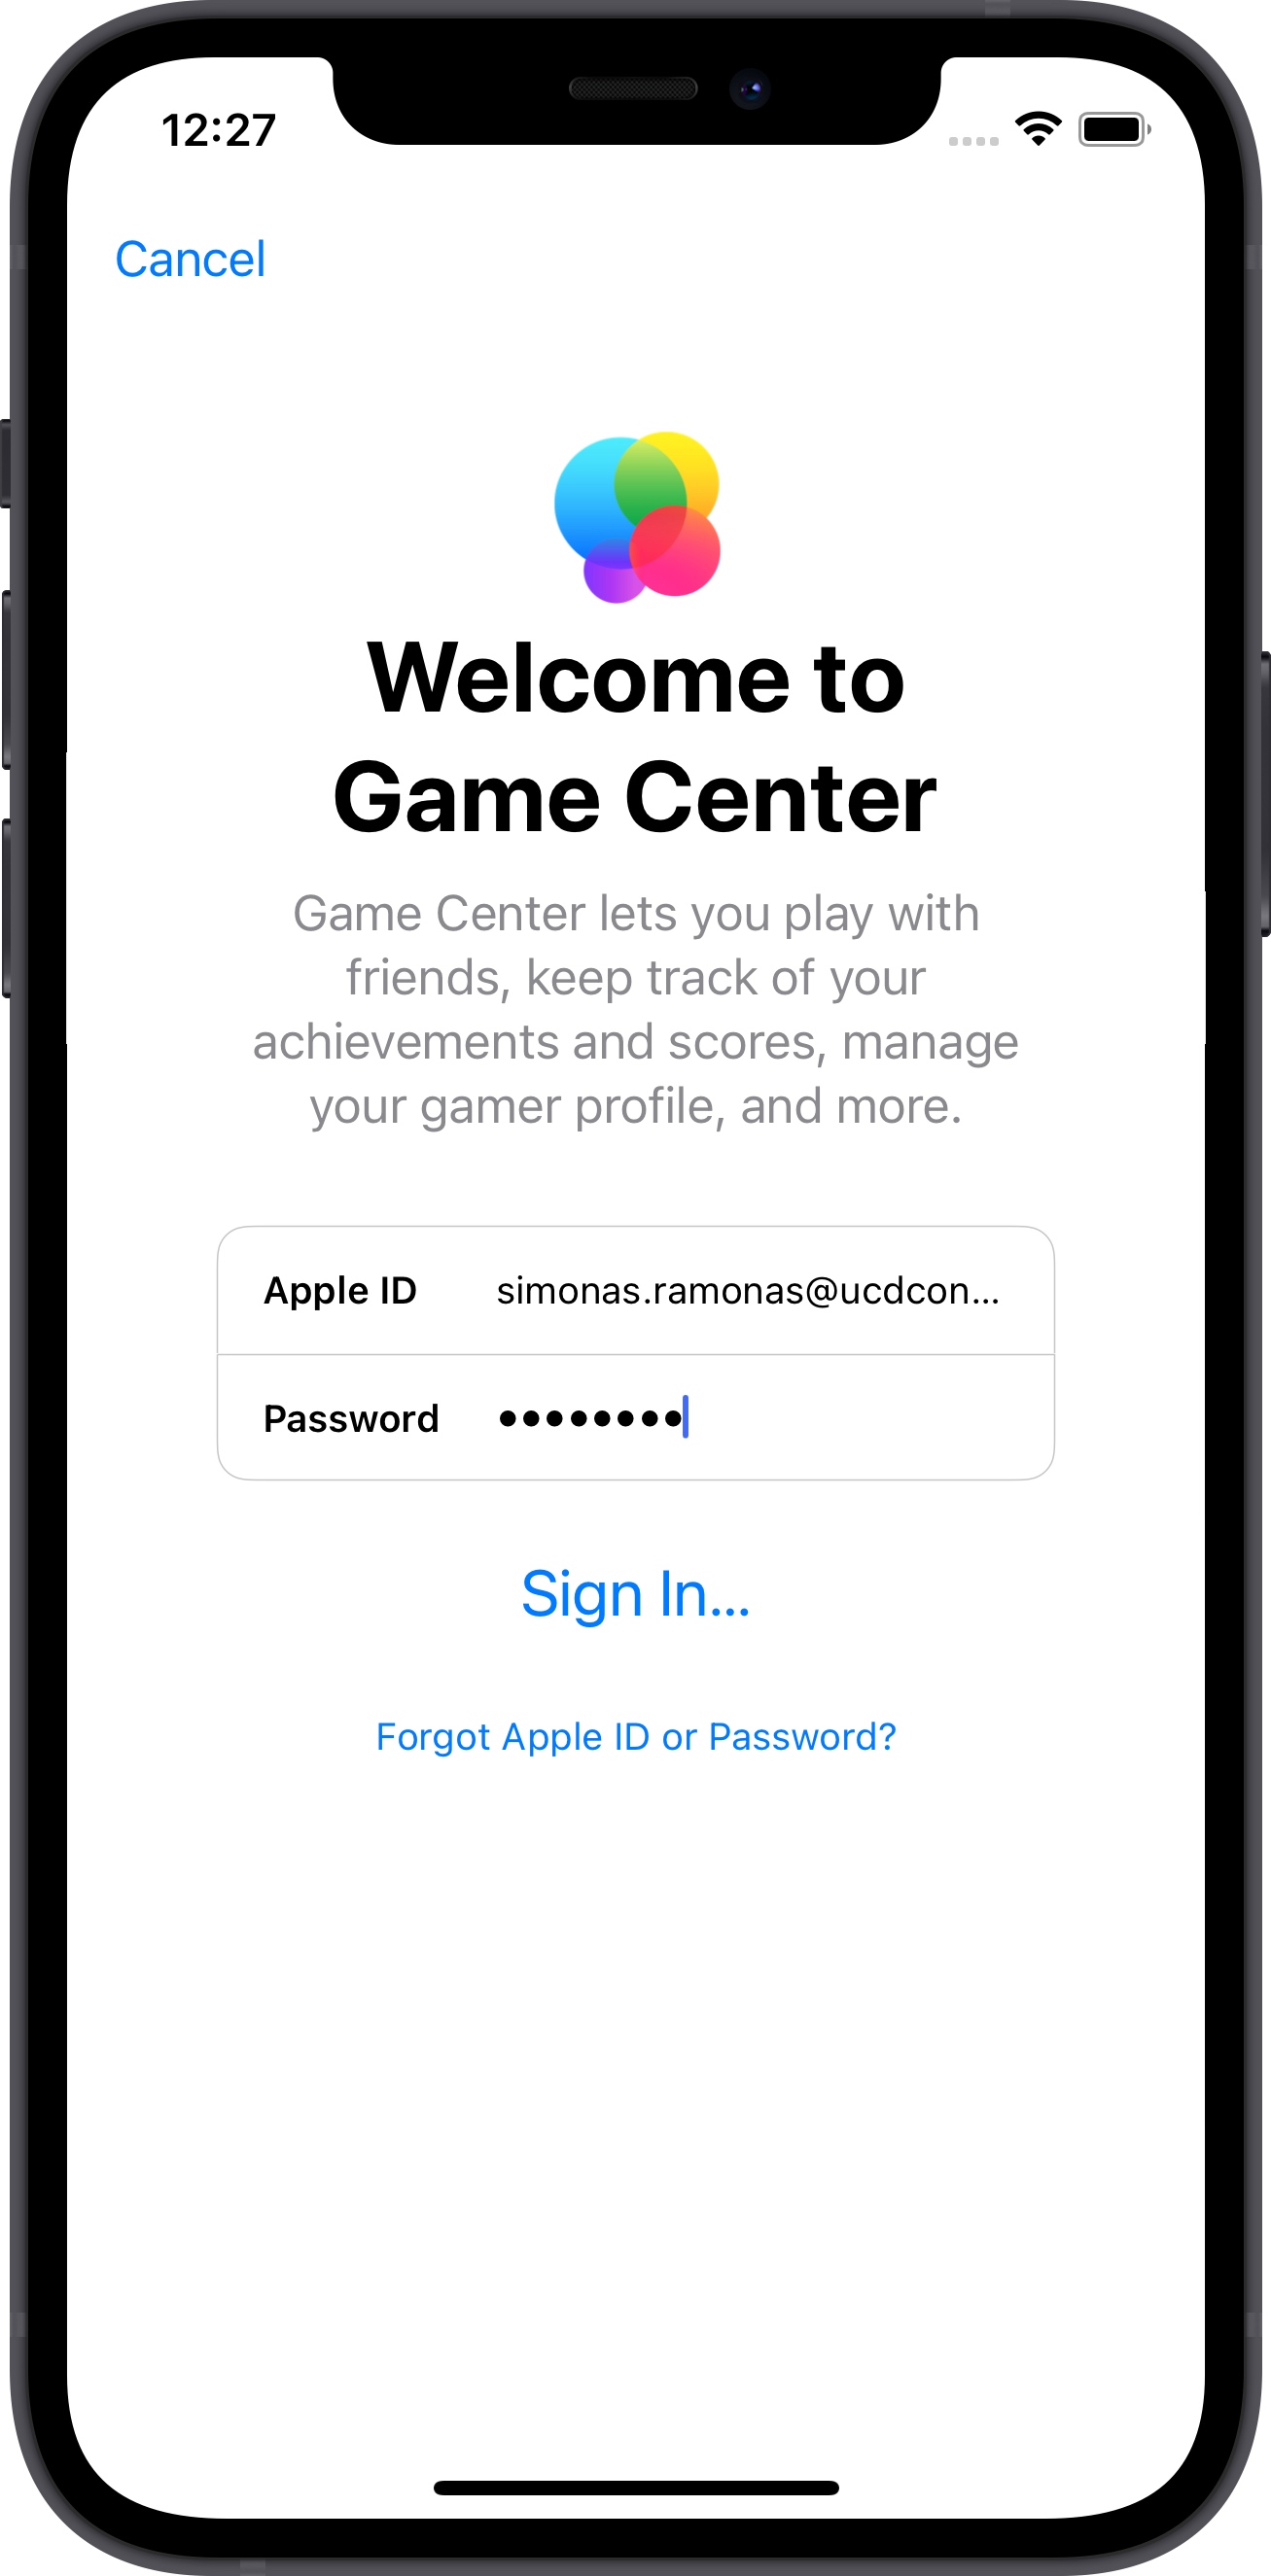 12:27
Cancel
Welcome to
Game Center
Game Center lets you play with
friends, keep track of your
achievements and scores, manage
your gamer profile, and more.
Apple ID simonas.ramonas@ucdcon...
Password ••••••••
Sign In...
Forgot Apple ID or Password?